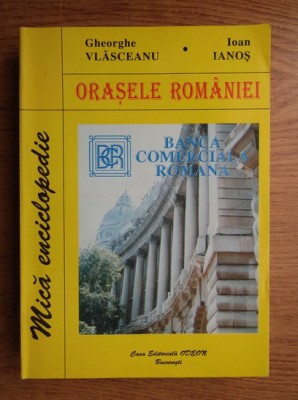 Gheorghe
VLĂSCEANU
•
Ioan
IANOȘ
ORAȘELE ROMÂNIEI
Mică enciclopedie
BCR
BANCA
COMERCIALĂ
ROMÂNĂ
Casa Editorială ODEON
București